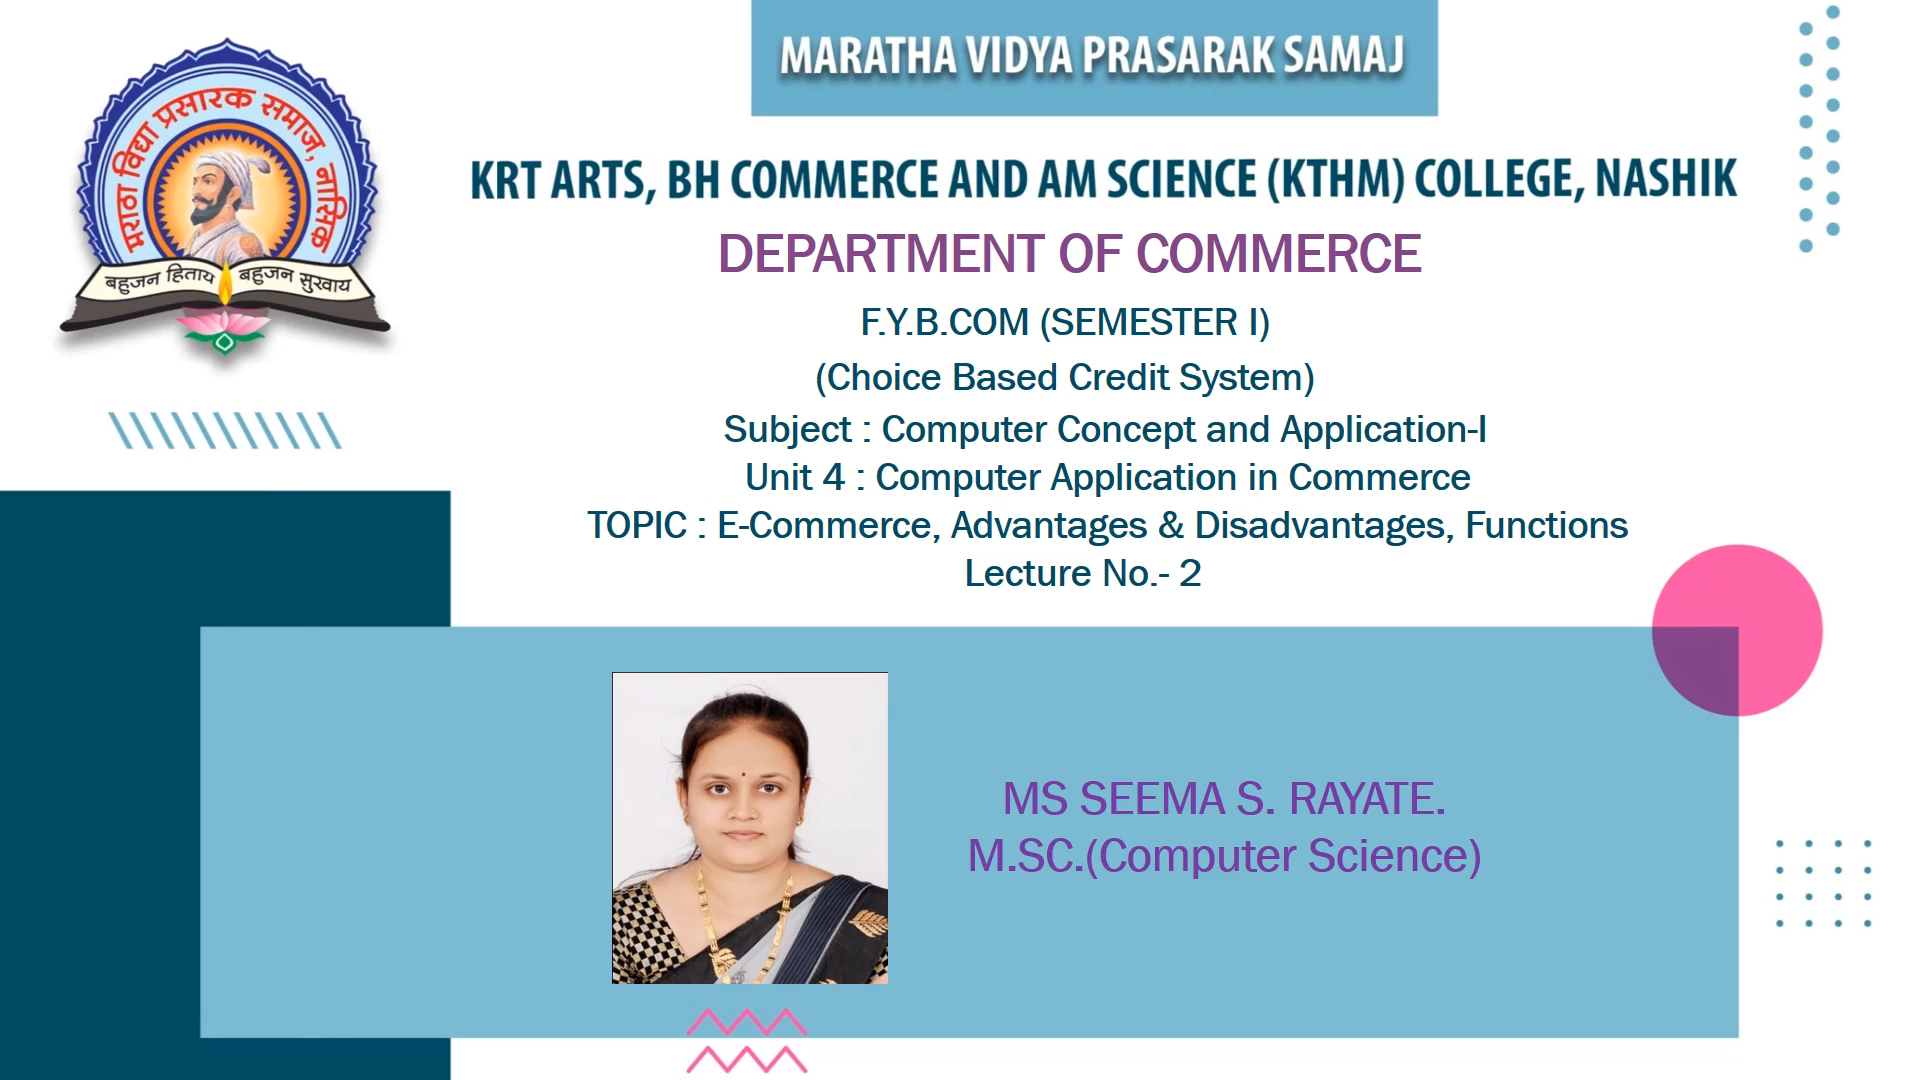 MARATHA VIDYA PRASARAK SAMAJ
मराठा विद्या प्रसारक समाज, नासिक
बहुजन हिताय बहुजन सुखाय
KRT ARTS, BH COMMERCE AND AM SCIENCE (KTHM) COLLEGE, NASHIK
DEPARTMENT OF COMMERCE
F.Y.B.COM (SEMESTER I)
(Choice Based Credit System)
Subject : Computer Concept and Application-I
Unit 4 : Computer Application in Commerce
TOPIC : E-Commerce, Advantages & Disadvantages, Functions
Lecture No.- 2
MS SEEMA S. RAYATE.
M.SC.(Computer Science)